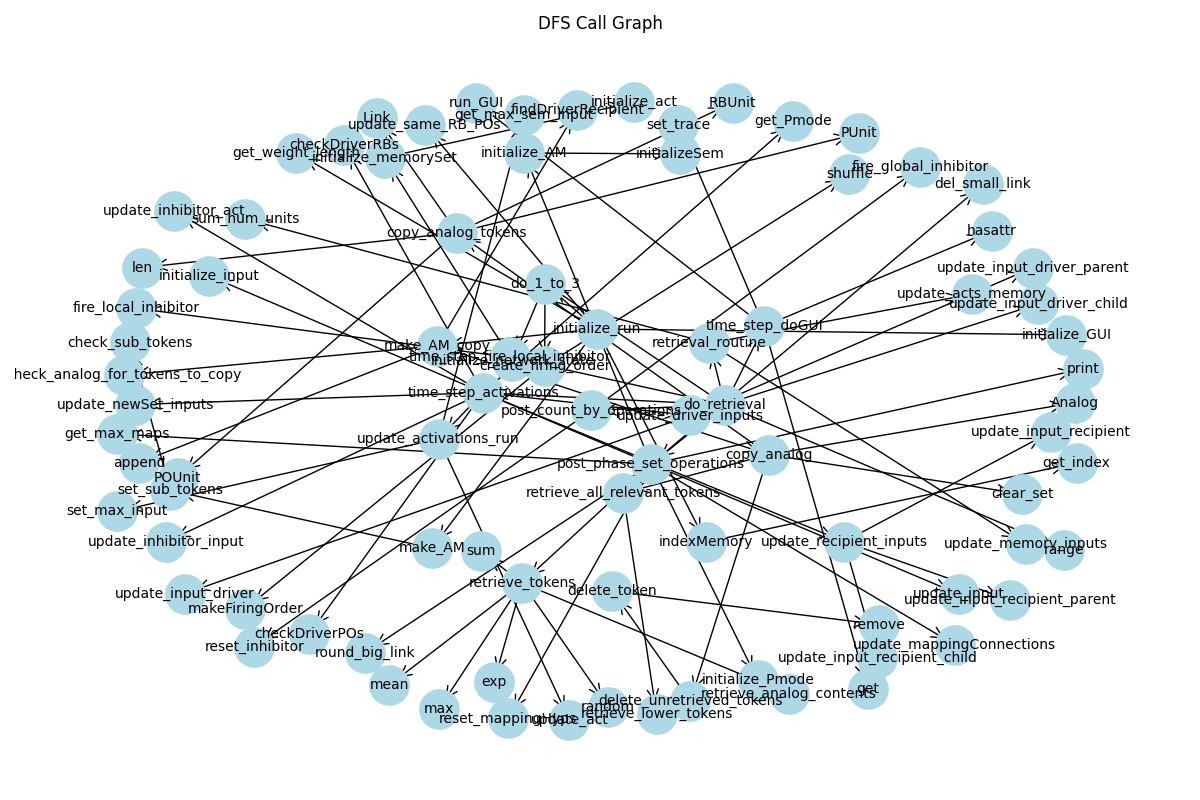 DFS Call Graph
run_GUI
initialize_act
RBUnit
get_max_sem_input
findDriverRecipient
Link
update_same_RB_POs
set_trace
get_Pmode
PUnit
checkDriverRBs
get_weight_length
initialize_memorySet
initialize_AM
initializeSem
fire_global_inhibitor
shuffle
del_small_link
update_inhibitor_act
sum_num_units
copy_analog_tokens
hasattr
len
initialize_input
do_1_to_3
update_input_driver_parent
update_acts_memory
update_input_driver_child
fire_local_inhibitor
initialize_run
time_step_doGUI
initialize_GUI
check_sub_tokens
make_AM_copy
retrieval_routine
time_step_fire_local_inhibitor
create_firing_order
print
heck_analog_for_tokens_to_copy
time_step_activations
update_newSet_inputs
post_count_by_operations
do_retrieval
update_driver_inputs
Analog
get_max_maps
update_activations_run
update_input_recipient
copy_analog
append
post_phase_set_operations
get_index
POUnit
set_sub_tokens
retrieve_all_relevant_tokens
clear_set
set_max_input
update_inhibitor_input
make_AM
sum
indexMemory
update_recipient_inputs
update_memory_inputs
range
retrieve_tokens
delete_token
update_input_driver
makeFiringOrder
update_input
update_input_recipient_parent
remove
reset_inhibitor
checkDriverPOs
round_big_link
update_mappingConnections
update_input_recipient_child
mean
exp
initialize_Pmode
retrieve_analog_contents
get
max
delete_unretrieved_tokens
random
retrieve_lower_tokens
reset_mappingHyps
update_act